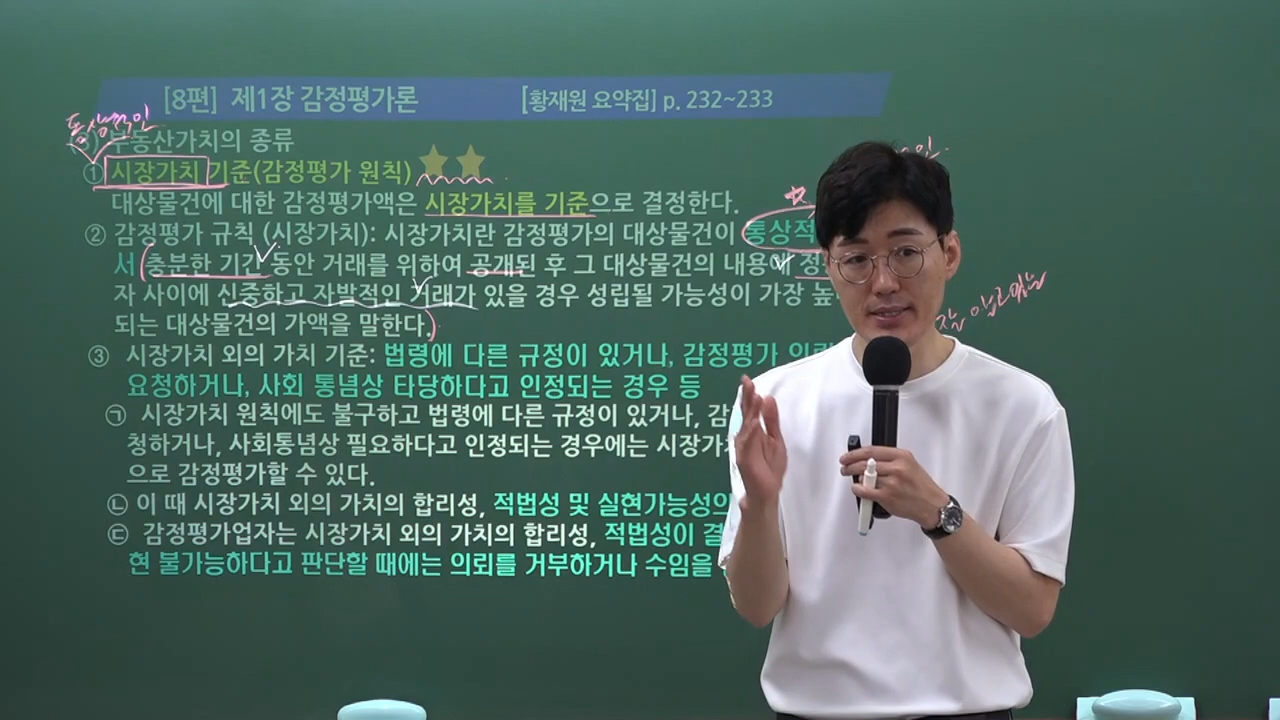 [8편] 제1장 감정평가론 [황재원 요약집] p. 232~233
통상적인
3) 부동산가치의 종류
① 시장가치 기준(감정평가 원칙)
대상물건에 대한 감정평가액은 시장가치를 기준으로 결정한다.
② 감정평가 규칙 (시장가치): 시장가치란 감정평가의 대상물건이 통상적
서 (충분한 기간 동안 거래를 위하여 공개된 후 그 대상물건의 내용에
자 사이에 신중하고 자발적인 거래가 있을 경우 성립될 가능성이 가장
되는 대상물건의 가액을 말한다.)
③ 시장가치 외의 가치 기준: 법령에 다른 규정이 있거나, 감정평가
요청하거나, 사회 통념상 타당하다고 인정되는 경우 등
㉠ 시장가치 원칙에도 불구하고 법령에 다른 규정이 있거나,
청하거나, 사회통념상 필요하다고 인정되는 경우에는
으로 감정평가할 수 있다.
㉡ 이 때 시장가치 외의 가치의 합리성, 적법성 및 실현가능성
㉢ 감정평가업자는 시장가치 외의 가치의 합리성, 적법성이
현 불가능하다고 판단할 때에는 의뢰를 거부하거나 수임을